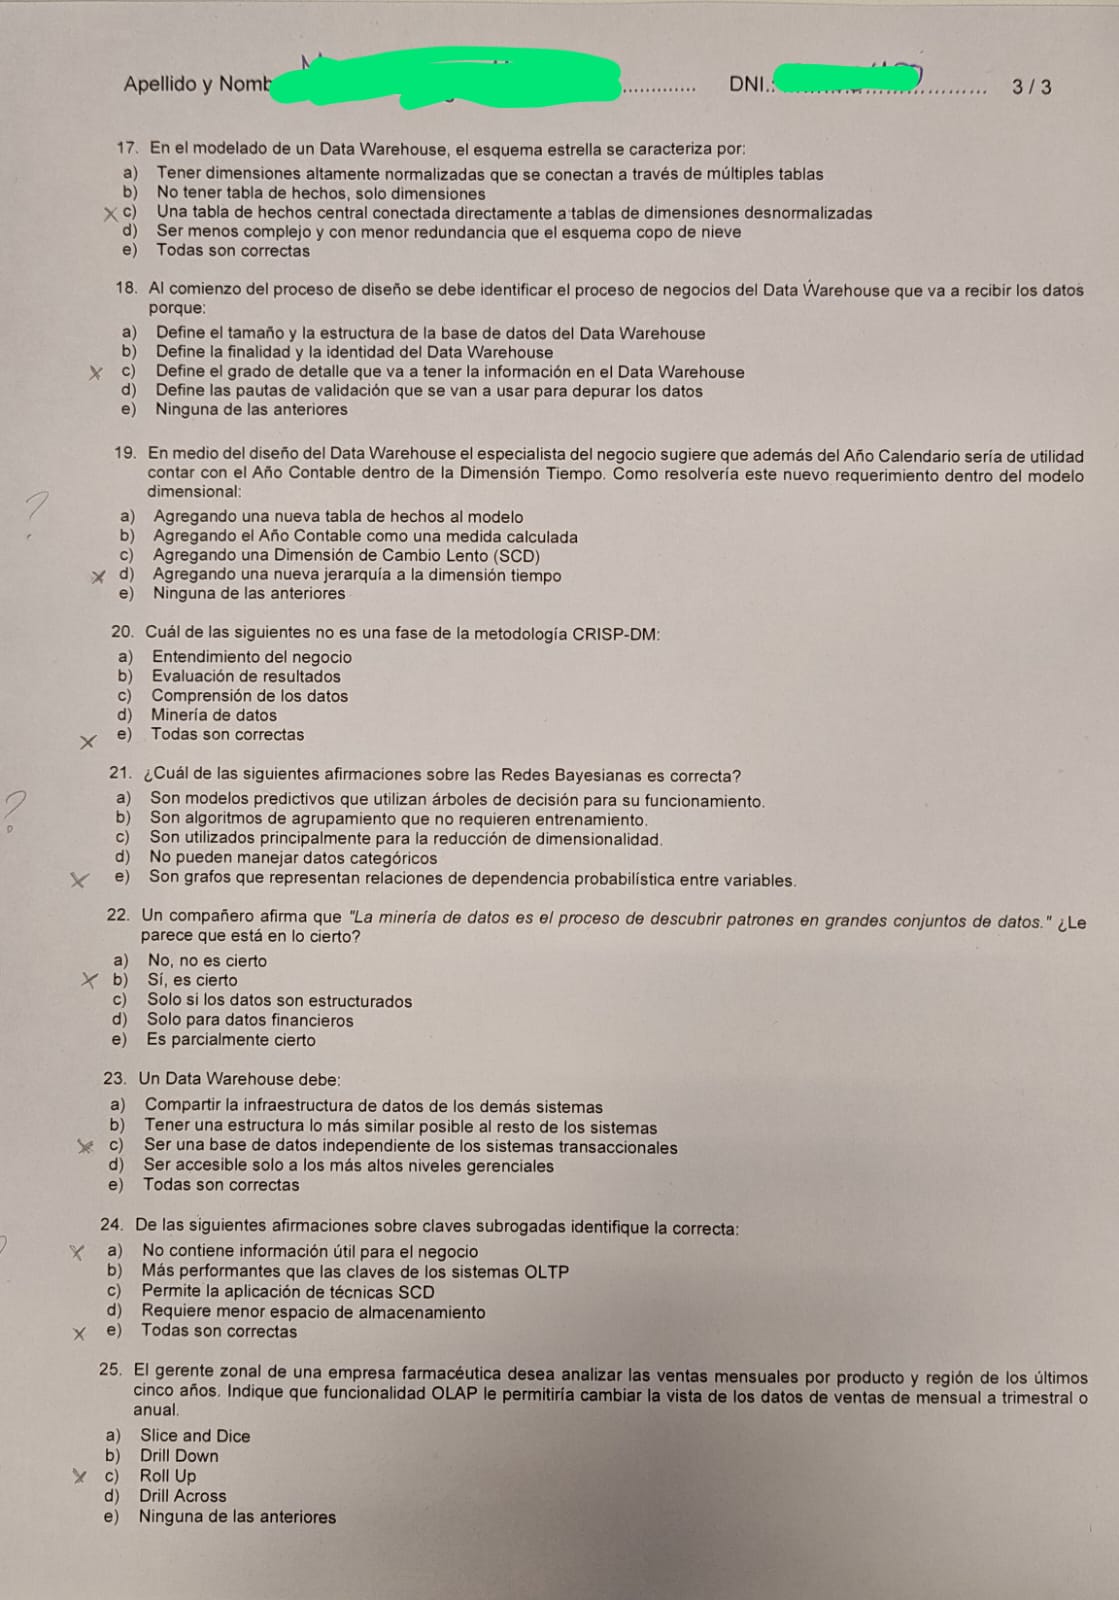 Apellido y Nomb
DNI.: 3 / 3
17. En el modelado de un Data Warehouse, el esquema estrella se caracteriza por:
a) Tener dimensiones altamente normalizadas que se conectan a través de múltiples tablas
b) No tener tabla de hechos, solo dimensiones
X c) Una tabla de hechos central conectada directamente a tablas de dimensiones desnormalizadas
d) Ser menos complejo y con menor redundancia que el esquema copo de nieve
e) Todas son correctas
18. Al comienzo del proceso de diseño se debe identificar el proceso de negocios del Data Warehouse que va a recibir los datos
porque:
a) Define el tamaño y la estructura de la base de datos del Data Warehouse
b) Define la finalidad y la identidad del Data Warehouse
X c) Define el grado de detalle que va a tener la información en el Data Warehouse
d) Define las pautas de validación que se van a usar para depurar los datos
e) Ninguna de las anteriores
19. En medio del diseño del Data Warehouse el especialista del negocio sugiere que además del Año Calendario sería de utilidad
contar con el Año Contable dentro de la Dimensión Tiempo. Como resolvería este nuevo requerimiento dentro del modelo
dimensional:
?
a) Agregando una nueva tabla de hechos al modelo
b) Agregando el Año Contable como una medida calculada
c) Agregando una Dimensión de Cambio Lento (SCD)
X d) Agregando una nueva jerarquía a la dimensión tiempo
e) Ninguna de las anteriores
20. Cuál de las siguientes no es una fase de la metodología CRISP-DM:
a) Entendimiento del negocio
b) Evaluación de resultados
c) Comprensión de los datos
d) Minería de datos
X e) Todas son correctas
21. ¿Cuál de las siguientes afirmaciones sobre las Redes Bayesianas es correcta?
?
a) Son modelos predictivos que utilizan árboles de decisión para su funcionamiento.
b) Son algoritmos de agrupamiento que no requieren entrenamiento.
c) Son utilizados principalmente para la reducción de dimensionalidad.
d) No pueden manejar datos categóricos
X e) Son grafos que representan relaciones de dependencia probabilística entre variables.
22. Un compañero afirma que "La minería de datos es el proceso de descubrir patrones en grandes conjuntos de datos." ¿Le
parece que está en lo cierto?
a) No, no es cierto
X b) Sí, es cierto
c) Solo si los datos son estructurados
d) Solo para datos financieros
e) Es parcialmente cierto
23. Un Data Warehouse debe:
a) Compartir la infraestructura de datos de los demás sistemas
b) Tener una estructura lo más similar posible al resto de los sistemas
X c) Ser una base de datos independiente de los sistemas transaccionales
d) Ser accesible solo a los más altos niveles gerenciales
e) Todas son correctas
24. De las siguientes afirmaciones sobre claves subrogadas identifique la correcta:
X a) No contiene información útil para el negocio
b) Más performantes que las claves de los sistemas OLTP
c) Permite la aplicación de técnicas SCD
d) Requiere menor espacio de almacenamiento
X e) Todas son correctas
25. El gerente zonal de una empresa farmacéutica desea analizar las ventas mensuales por producto y región de los últimos
cinco años. Indique que funcionalidad OLAP le permitiría cambiar la vista de los datos de ventas de mensual a trimestral o
anual.
a) Slice and Dice
b) Drill Down
X c) Roll Up
d) Drill Across
e) Ninguna de las anteriores